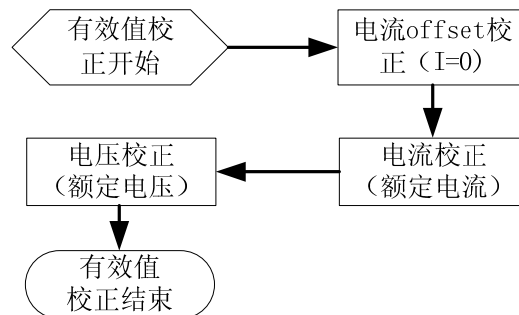 有效值校
正开始
电流offset校
正（I=0）
电流校正
（额定电流）
电压校正
（额定电压）
有效值
校正结束